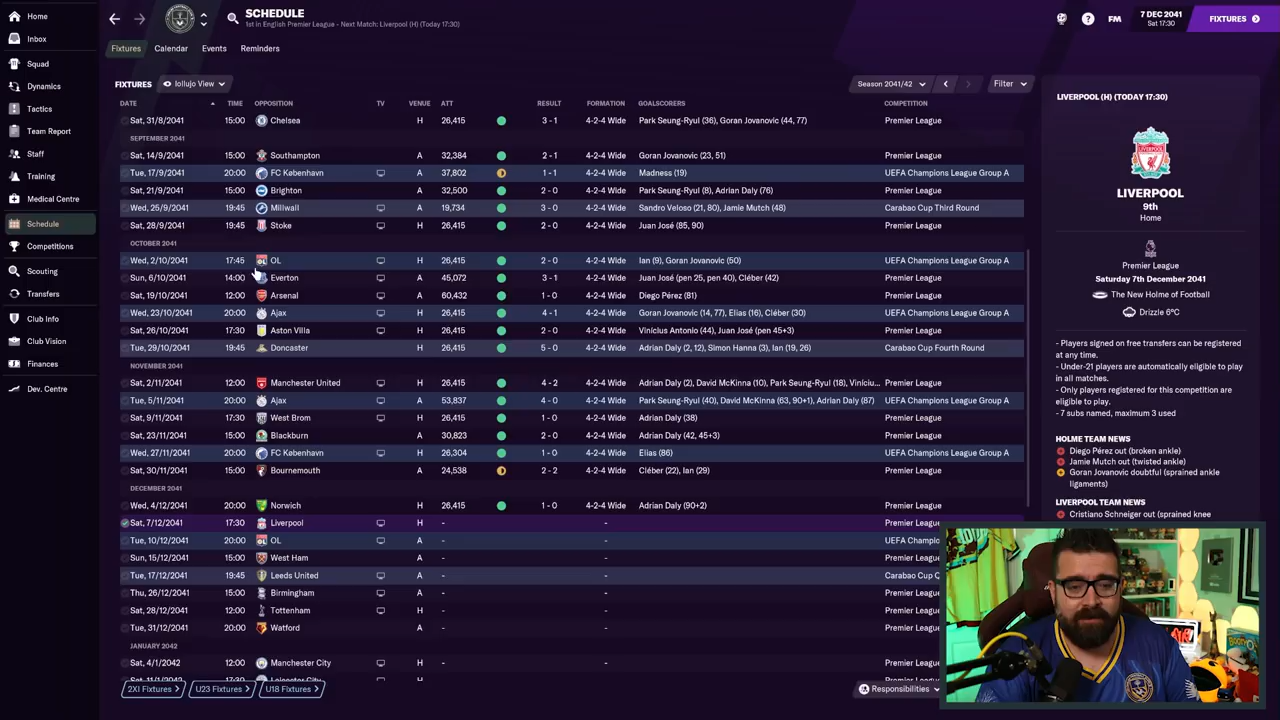 Home
Inbox
Squad
Dynamics
Tactics
Team Report
Staff
Training
Medical Centre
Schedule
Competitions
Scouting
Transfers
Club Info
Club Vision
Finances
Dev. Centre
SCHEDULE
1st in English Premier League - Next Match: Liverpool (H) (Today 17:30)
FM
7 DEC 2041
Sat 17:30
FIXTURES
Fixtures Calendar Events Reminders
FIXTURES lollujo View Season 2041/42 Filter
DATE TIME OPPOSITION TV VENUE ATT RESULT FORMATION GOALSCORERS COMPETITION
Sat, 31/8/2041 15:00 Chelsea H 26,415 3 - 1 4-2-4 Wide Park Seung-Ryul (36), Goran Jovanovic (44, 77) Premier League
SEPTEMBER 2041
Sat, 14/9/2041 15:00 Southampton A 32,384 2 - 1 4-2-4 Wide Goran Jovanovic (23, 51) Premier League
Tue, 17/9/2041 20:00 FC København A 37,802 1 - 1 4-2-4 Wide Madness (19) UEFA Champions League Group A
Sat, 21/9/2041 15:00 Brighton A 32,500 2 - 0 4-2-4 Wide Park Seung-Ryul (8), Adrian Daly (76) Premier League
Wed, 25/9/2041 19:45 Millwall A 19,734 3 - 0 4-2-4 Wide Sandro Veloso (21, 80), Jamie Mutch (48) Carabao Cup Third Round
Sat, 28/9/2041 19:45 Stoke H 26,415 2 - 0 4-2-4 Wide Juan José (85, 90) Premier League
OCTOBER 2041
Wed, 2/10/2041 17:45 OL H 26,415 2 - 0 4-2-4 Wide Ian (9), Goran Jovanovic (50) UEFA Champions League Group A
Sun, 6/10/2041 14:00 Everton A 45,072 3 - 1 4-2-4 Wide Juan José (pen 25, pen 40), Cléber (42) Premier League
Sat, 19/10/2041 12:00 Arsenal A 60,432 1 - 0 4-2-4 Wide Diego Pérez (81) Premier League
Wed, 23/10/2041 20:00 Ajax H 26,415 4 - 1 4-2-4 Wide Goran Jovanovic (14, 77), Elias (16), Cléber (30) UEFA Champions League Group A
Sat, 26/10/2041 17:30 Aston Villa H 26,415 2 - 0 4-2-4 Wide Vinícius Antonio (44), Juan José (pen 45+3) Premier League
Tue, 29/10/2041 19:45 Doncaster H 26,415 5 - 0 4-2-4 Wide Adrian Daly (2, 12), Simon Hanna (3), Ian (19, 26) Carabao Cup Fourth Round
NOVEMBER 2041
Sat, 2/11/2041 12:00 Manchester United H 26,415 4 - 2 4-2-4 Wide Adrian Daly (2), David McKinna (10), Park Seung-Ryul (18), Viníciu... Premier League
Tue, 5/11/2041 20:00 Ajax A 53,837 4 - 0 4-2-4 Wide Park Seung-Ryul (40), David McKinna (63, 90+1), Adrian Daly (87) UEFA Champions League Group A
Sat, 9/11/2041 17:30 West Brom H 26,415 1 - 0 4-2-4 Wide Adrian Daly (38) Premier League
Sat, 23/11/2041 15:00 Blackburn A 30,823 2 - 0 4-2-4 Wide Adrian Daly (42, 45+3) Premier League
Wed, 27/11/2041 20:00 FC København H 26,304 1 - 0 4-2-4 Wide Elias (86) UEFA Champions League Group A
Sat, 30/11/2041 15:00 Bournemouth A 24,538 2 - 2 4-2-4 Wide Cléber (22), Ian (29) Premier League
DECEMBER 2041
Wed, 4/12/2041 20:00 Norwich H 26,415 1 - 0 4-2-4 Wide Adrian Daly (90+2) Premier League
Sat, 7/12/2041 17:30 Liverpool H - - Premier League
Tue, 10/12/2041 20:00 OL A - - UEFA Champio
Sun, 15/12/2041 15:00 West Ham A - - Premier Leag
Tue, 17/12/2041 19:45 Leeds United A - - Carabao Cup Q
Thu, 26/12/2041 15:00 Birmingham A - - Premier Leag
Sat, 28/12/2041 12:00 Tottenham H - - Premier Leag
Tue, 31/12/2041 20:00 Watford A - - Premier Leag
JANUARY 2042
Sat, 4/1/2042 12:00 Manchester City H - - Premier Leag
2XI Fixtures U23 Fixtures U18 Fixtures Responsibilities
LIVERPOOL (H) (TODAY 17:30)
LIVERPOOL
9th
Home
Premier League
Saturday 7th December 2041
The New Holme of Football
Drizzle 6°C
- Players signed on free transfers can be registered
at any time.
- Under-21 players are automatically eligible to play
in all matches.
- Only players registered for this competition are
eligible to play.
- 7 subs named, maximum 3 used
HOLME TEAM NEWS
Diego Pérez out (broken ankle)
Jamie Mutch out (twisted ankle)
Goran Jovanovic doubtful (sprained ankle
ligaments)
LIVERPOOL TEAM NEWS
Cristiano Schneiger out (sprained knee